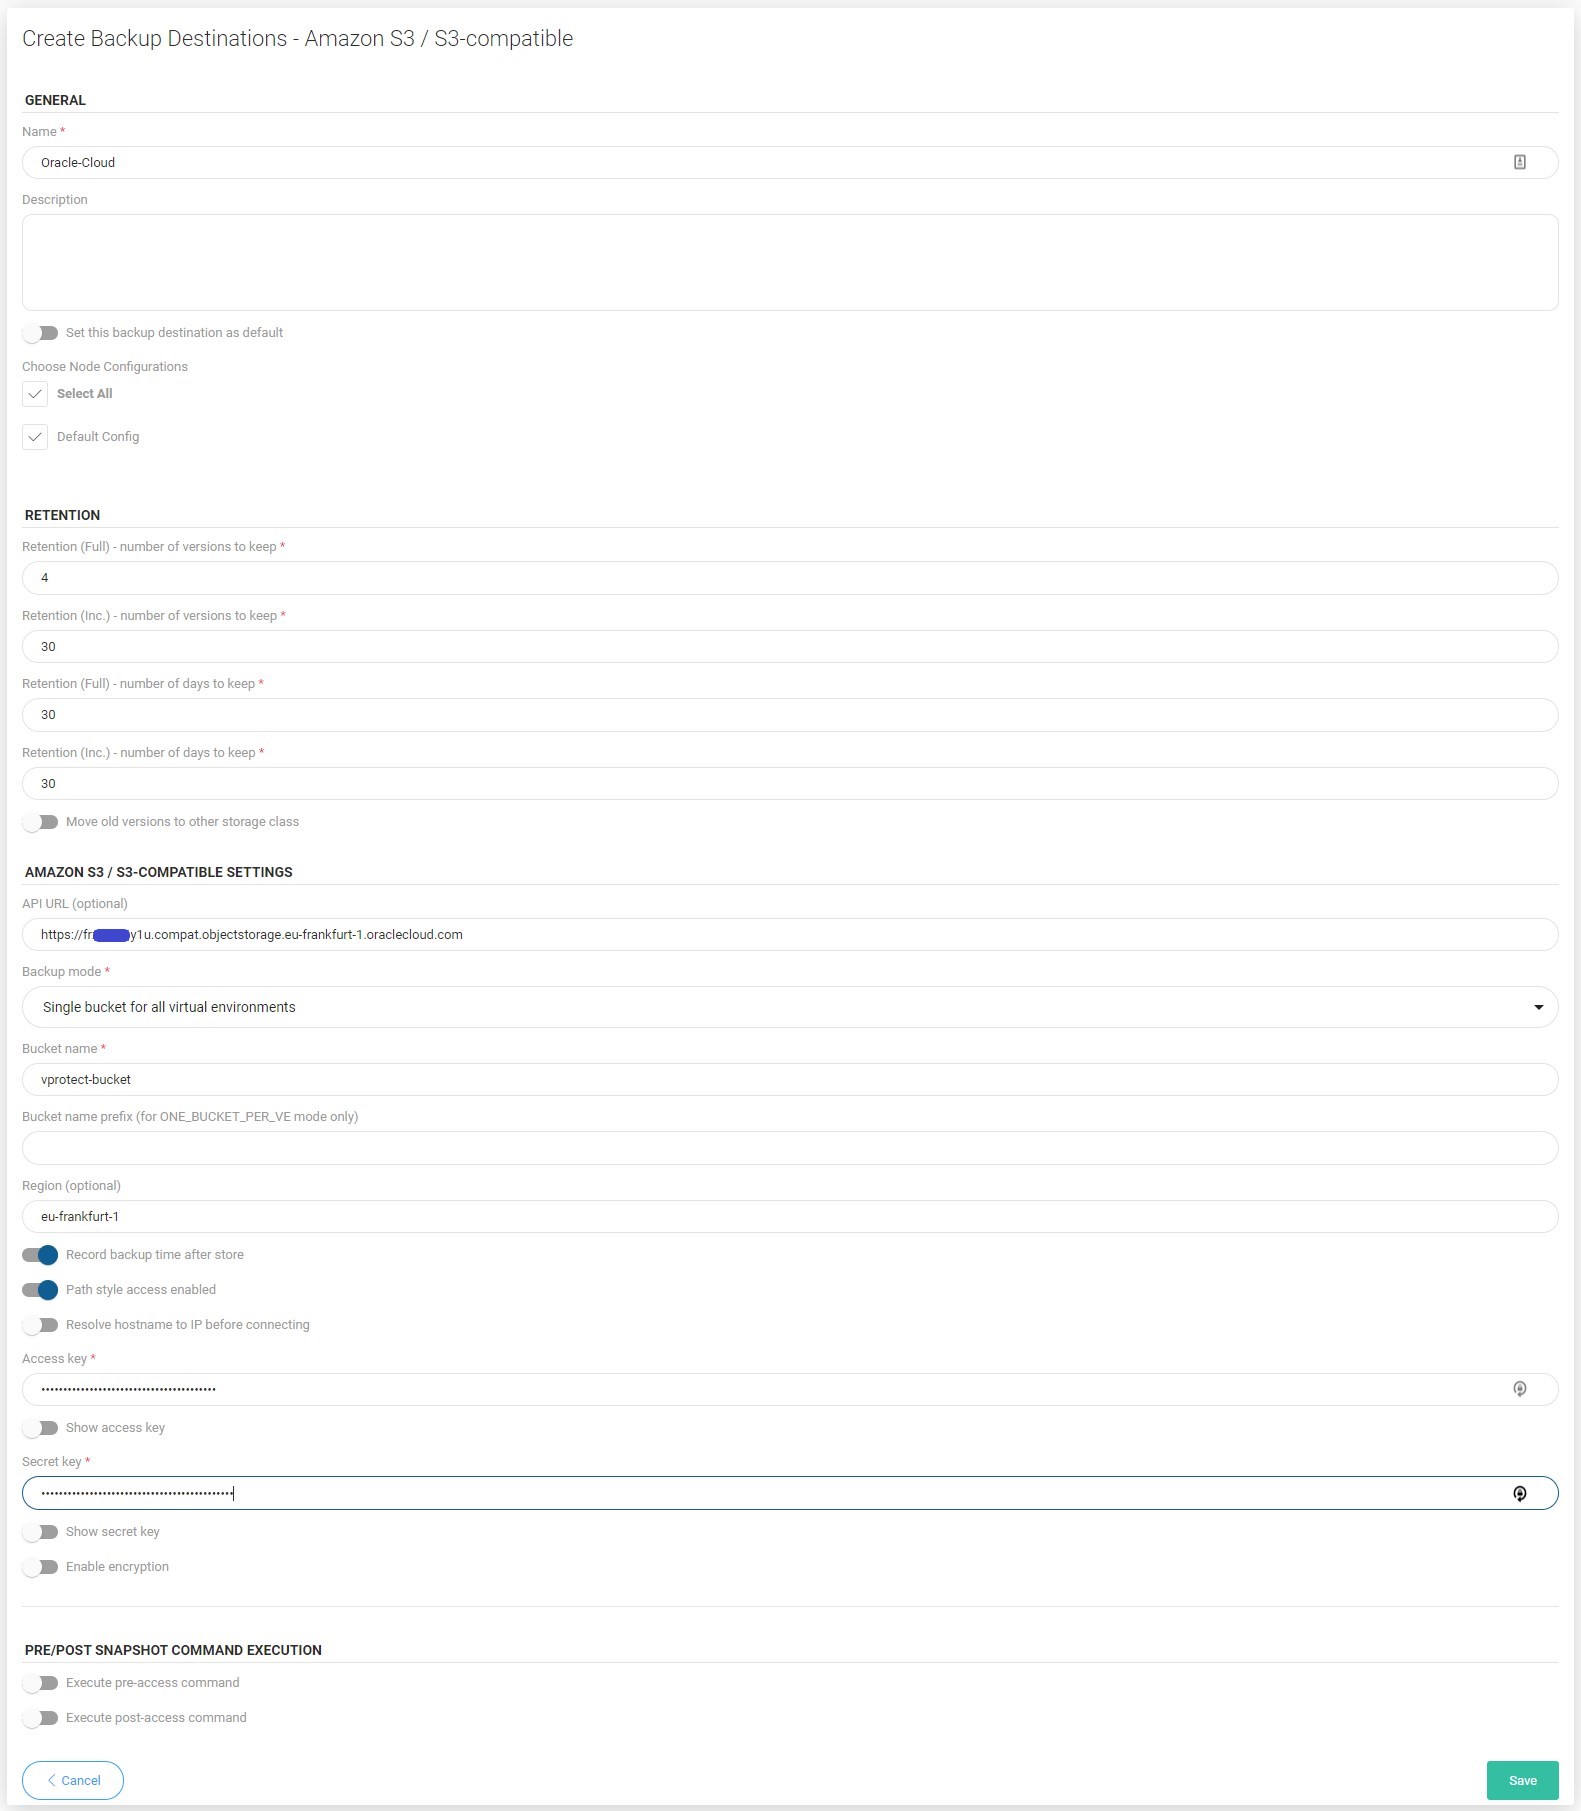 Create Backup Destinations - Amazon S3 / S3-compatible
GENERAL
Name *
Oracle-Cloud
Description
Set this backup destination as default
Choose Node Configurations
Select All
Default Config
RETENTION
Retention (Full) - number of versions to keep *
4
Retention (Inc.) - number of versions to keep *
30
Retention (Full) - number of days to keep *
30
Retention (Inc.) - number of days to keep *
30
Move old versions to other storage class
AMAZON S3 / S3-COMPATIBLE SETTINGS
API URL (optional)
https://fr y1u.compat.objectstorage.eu-frankfurt-1.oraclecloud.com
Backup mode *
Single bucket for all virtual environments
Bucket name *
vprotect-bucket
Bucket name prefix (for ONE_BUCKET_PER_VE mode only)
Region (optional)
eu-frankfurt-1
Record backup time after store
Path style access enabled
Resolve hostname to IP before connecting
Access key *
Show access key
Secret key *
Show secret key
Enable encryption
PRE/POST SNAPSHOT COMMAND EXECUTION
Execute pre-access command
Execute post-access command
Cancel
Save